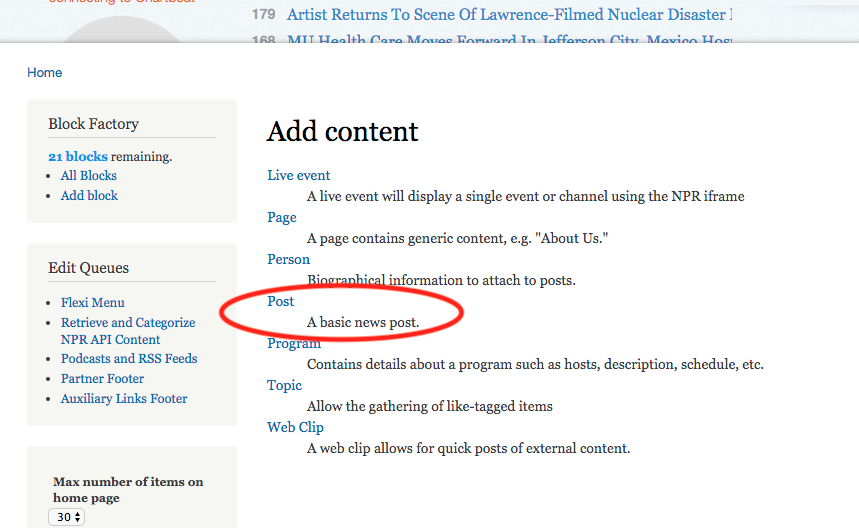 connecting to Chartbeat
179 Artist Returns To Scene Of Lawrence-Filmed Nuclear Disaster
168 MU Health Care Moves Forward In Jefferson City, Mexico
Home
Block Factory
21 blocks remaining.
All Blocks
Add block
Edit Queues
Flexi Menu
Retrieve and Categorize
NPR API Content
Podcasts and RSS Feeds
Partner Footer
Auxiliary Links Footer
Max number of items on
home page
30
Add content
Live event
A live event will display a single event or channel using the NPR iframe
Page
A page contains generic content, e.g. "About Us."
Person
Biographical information to attach to posts.
Post
A basic news post.
Program
Contains details about a program such as hosts, description, schedule, etc.
Topic
Allow the gathering of like-tagged items
Web Clip
A web clip allows for quick posts of external content.